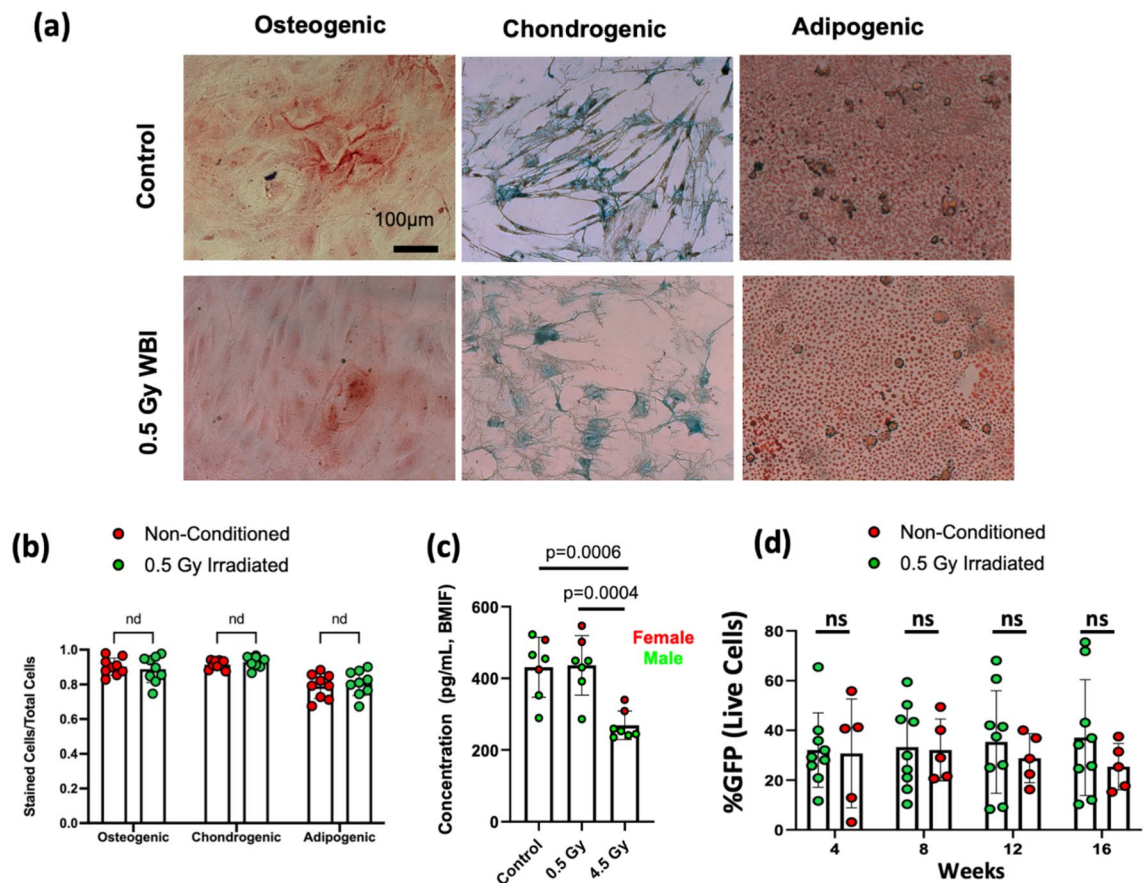 (a)
Osteogenic
Chondrogenic
Adipogenic
Control
100μm
0.5 Gy WBI
(b)
Non-Conditioned
0.5 Gy Irradiated
nd
nd
nd
Stained Cells/Total Cells
1.0
0.8
0.6
0.4
0.2
0.0
Osteogenic
Chondrogenic
Adipogenic
(c)
p=0.0006
p=0.0004
Concentration (pg/mL, BMIF)
600
400
200
0
Female
Male
Control
0.5 Gy
4.5 Gy
(d)
Non-Conditioned
0.5 Gy Irradiated
ns
ns
ns
ns
%GFP (Live Cells)
80
60
40
20
0
4
8
12
16
Weeks